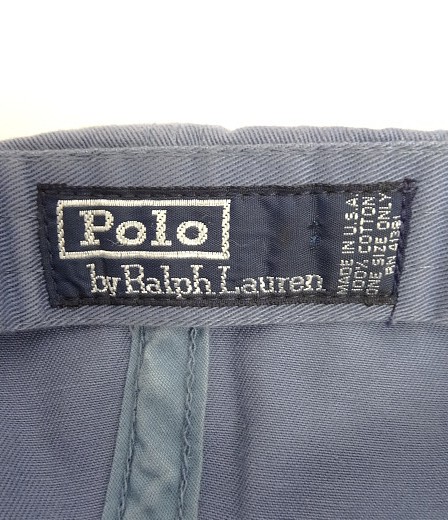 Polo
by Ralph Lauren
MADE IN U.S.A.
100% COTTON
ONE SIZE ONLY
RN 41381